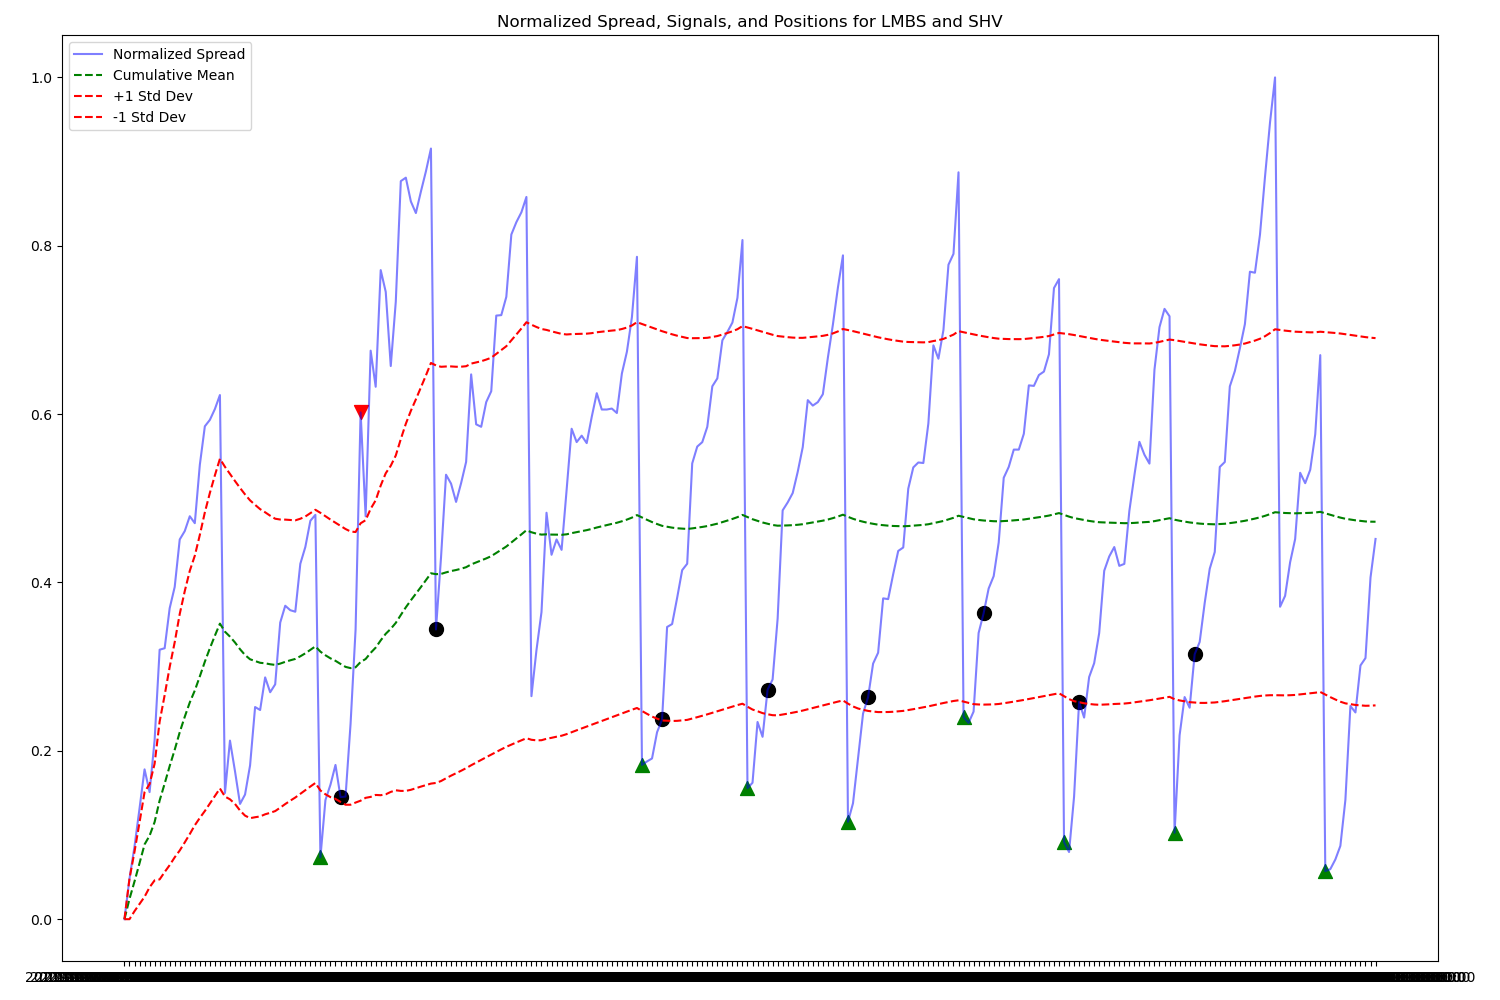 Normalized Spread, Signals, and Positions for LMBS and SHV
Normalized Spread
Cumulative Mean
+1 Std Dev
-1 Std Dev
1.0
0.8
0.6
0.4
0.2
0.0